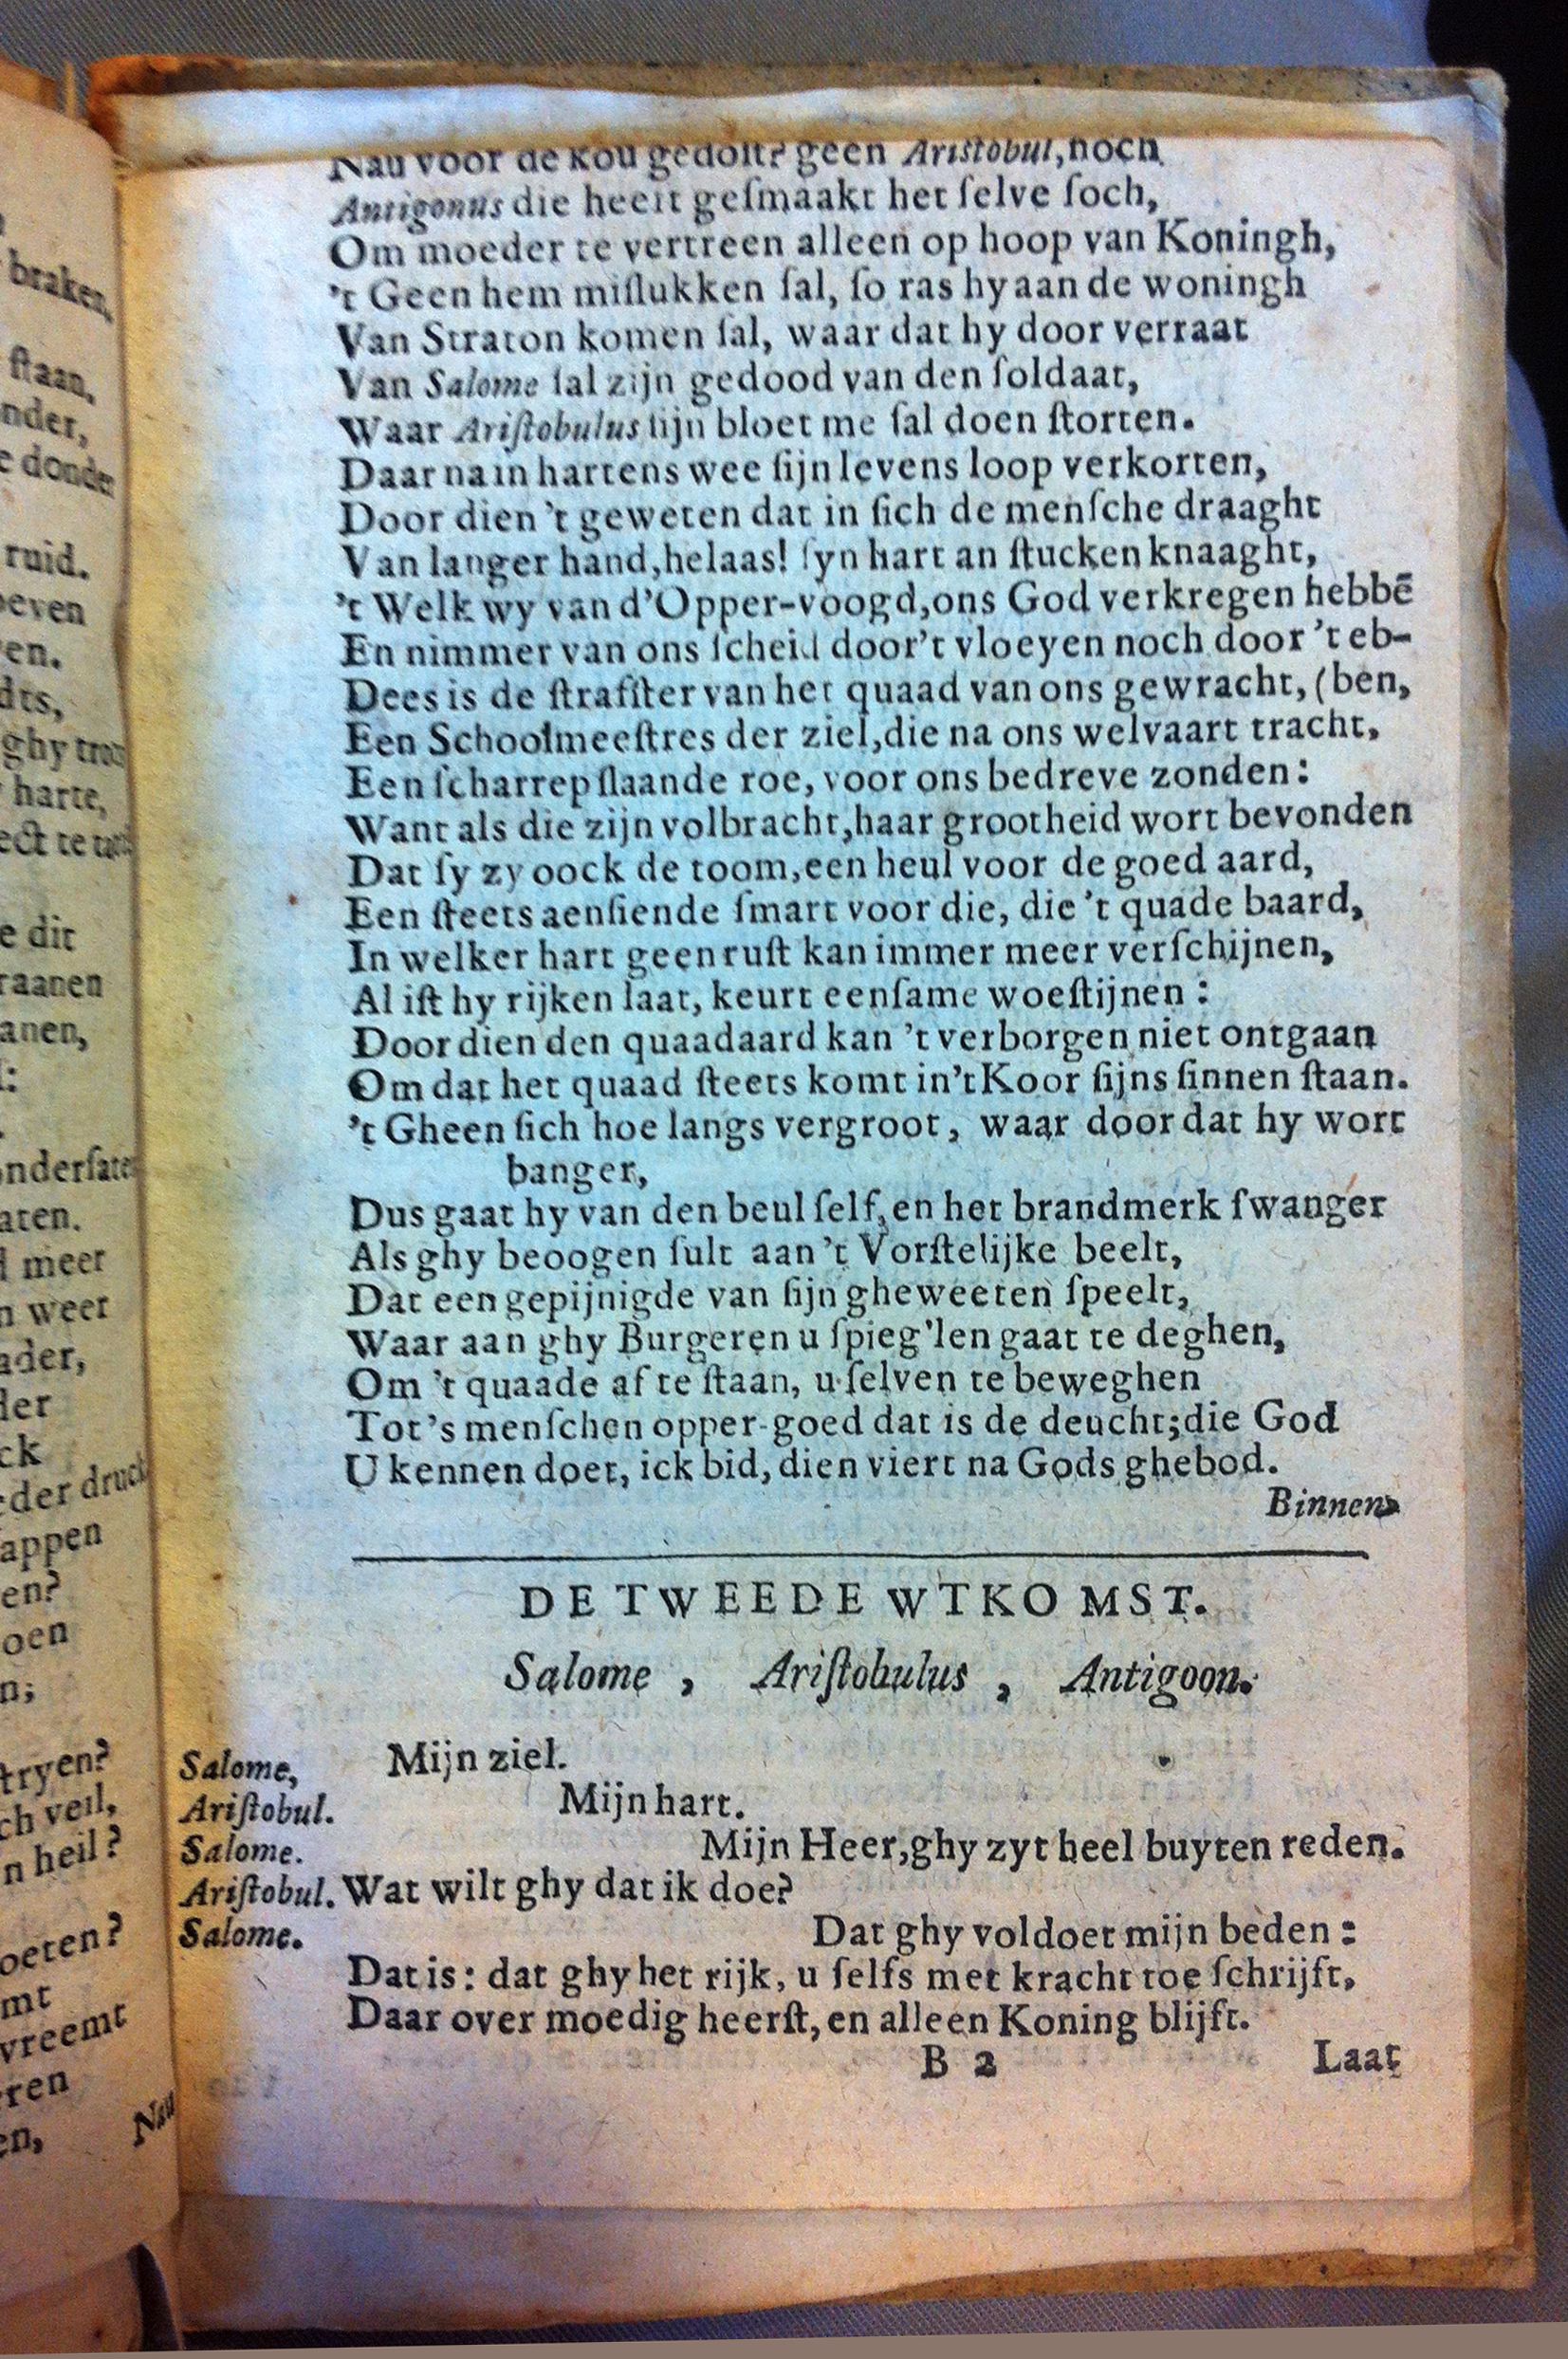 Nau voor de kou gedolt? geen Aristobul, noch
Antigonus die heeft geſmaakt het ſelve ſoch,
Om moeder te vertreen alleen op hoop van Koningh,
't Geen hem miſlukken ſal, ſo ras hy aan de woningh
Van Straton komen ſal, waar dat hy door verraat
Van Salome ſal zijn gedood van den ſoldaat,
Waar Ariſtobulus ſijn bloet me ſal doen ſtorten.
Daar na in hartens wee ſijn levens loop verkorten,
Door dien 't geweten dat in ſich de menſche draaght
Van langer hand, helaas! ſyn hart an ſtucken knaaght,
't Welk wy van d'Opper-voogd, ons God verkregen hebbē
En nimmer van ons ſcheid door't vloeyen noch door 't eb-
Dees is de ſtrafſter van het quaad van ons gewracht, (ben,
Een Schoolmeeſtres der ziel, die na ons welvaart tracht,
Een ſcharrep ſlaande roe, voor ons bedreve zonden:
Want als die zijn volbracht, haar grootheid wort bevonden
Dat ſy zy oock de toom, een heul voor de goed aard,
Een ſteets aenſiende ſmart voor die, die 't quade baard,
In welker hart geen ruſt kan immer meer verſchijnen,
Al iſt hy rijken laat, keurt eenſame woeſtijnen:
Door dien den quaadaard kan 't verborgen niet ontgaan
Om dat het quaad ſteets komt in't Koor ſijns ſinnen ſtaan.
't Gheen ſich hoe langs vergroot, waar door dat hy wort
banger,
Dus gaat hy van den beul ſelf, en het brandmerk ſwanger
Als ghy beoogen ſult aan 't Vorſtelijke beelt,
Dat een gepijnigde van ſijn gheweeten ſpeelt,
Waar aan ghy Burgeren u ſpieg'len gaat te deghen,
Om 't quaade af te ſtaan, u ſelven te beweghen
Tot 's menſchen opper-goed dat is de deucht; die God
U kennen doet, ick bid, dien viert na Gods ghebod.
Binnen.
DE TWEEDE WTKOMST.
Salome, Ariſtobulus, Antigoon.
Salome, Mijn ziel.
Ariſtobul. Mijn hart.
Salome. Mijn Heer, ghy zyt heel buyten reden.
Ariſtobul. Wat wilt ghy dat ik doe?
Salome. Dat ghy voldoet mijn beden:
Dat is: dat ghy het rijk, u ſelfs met kracht toe ſchrijft,
Daar over moedig heerſt, en alleen Koning blijft.
B 2 Laat